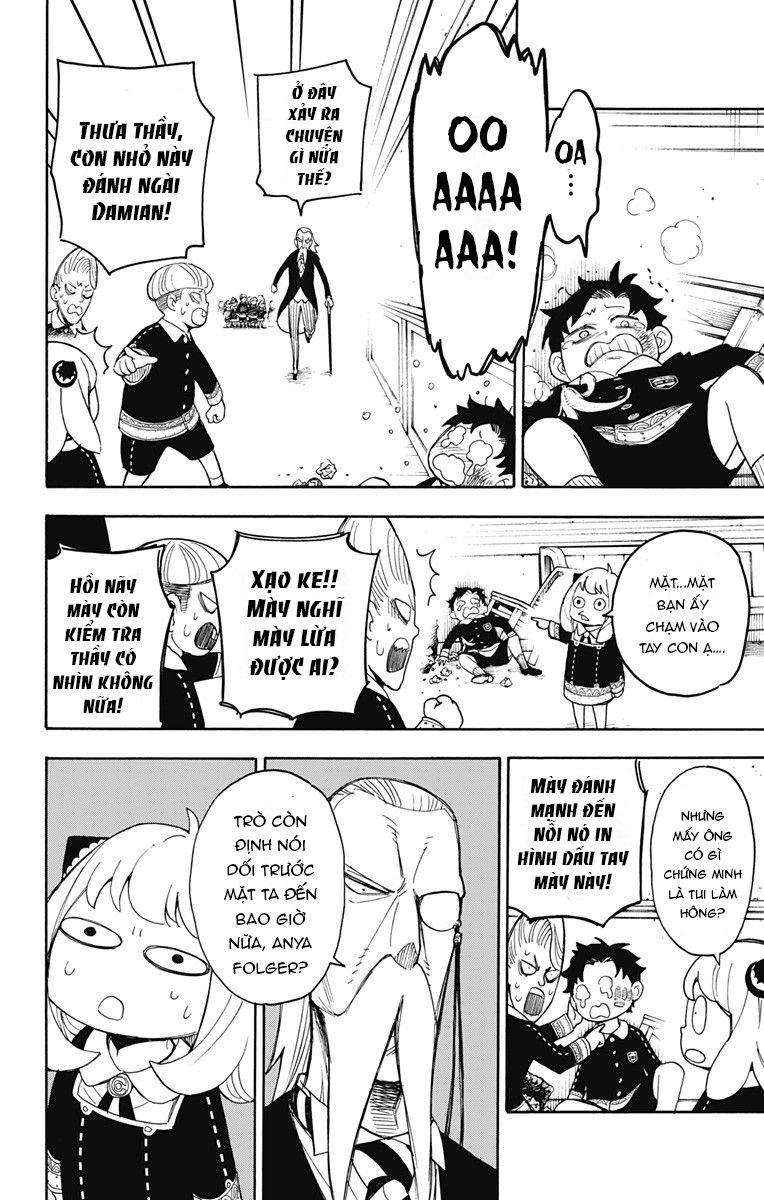 OA
...
OO
AAAA
AAA!
Ở ĐÂY
XẢY RA
CHUYỆN
GÌ NỮA
THẾ?
THƯA THẦY,
CON NHỎ NÀY
ĐÁNH NGÀI
DAMIAN!
MẶT...MẶT
BẠN ẤY
CHẠM VÀO
TAY CON Ạ....
XẠO KE!!
MÀY NGHĨ
MÀY LỪA
ĐƯỢC AI?
HỒI NÃY
MÀY CÒN
KIỂM TRA
THẦY CÓ
NHÌN KHÔNG
NỮA!
NHƯNG
MẤY ÔNG
CÓ GÌ
CHỨNG MINH
LÀ TUI LÀM
HÔNG?
MÀY ĐÁNH
MẠNH ĐẾN
NỖI NÓ IN
HÌNH DẤU TAY
MÀY NÀY!
TRÒ CÒN
ĐỊNH NÓI
DỐI TRƯỚC
MẶT TA ĐẾN
BAO GIỜ
NỮA, ANYA
FOLGER?